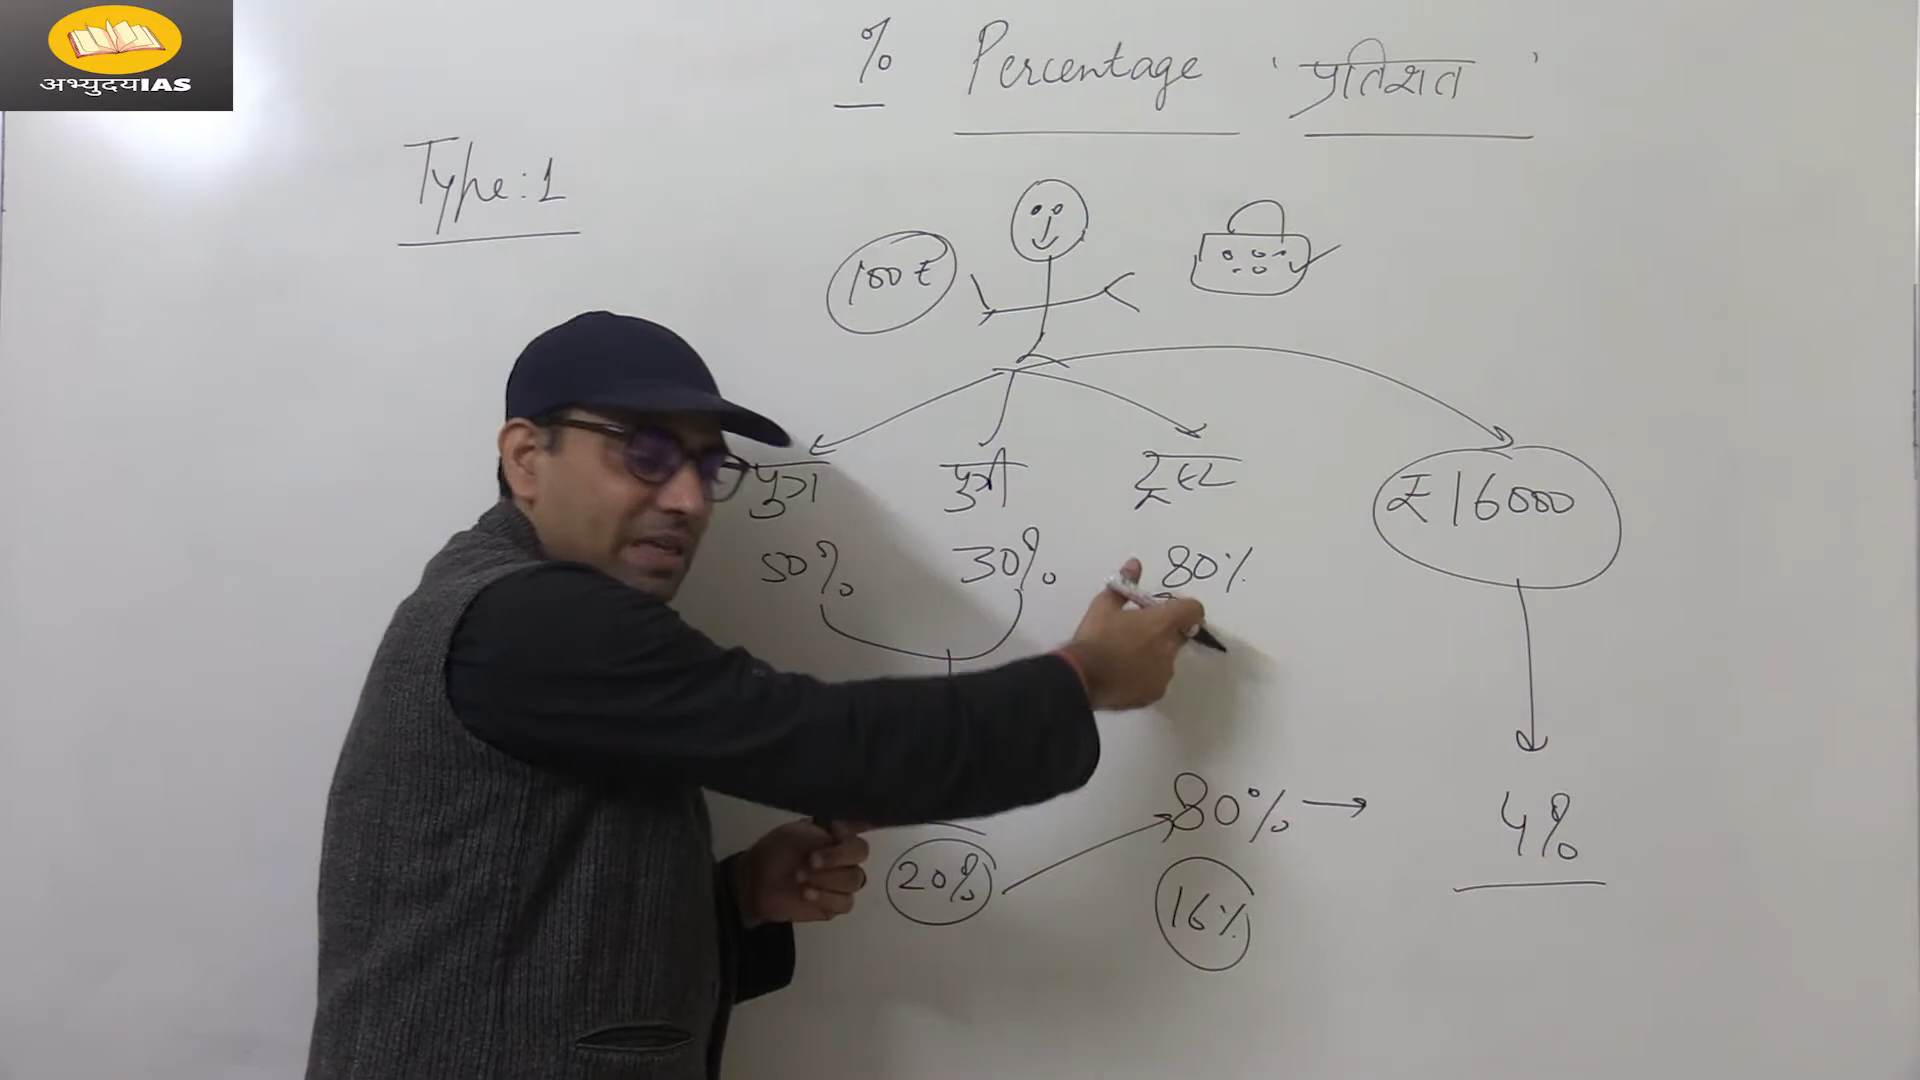 अभ्युदयIAS
% Percentage 'प्रतिशत'
Type:1
100₹
पुत्र पुत्री ट्रस्ट ₹16000
50% 30% 80%
80% → 4%
20%
16%